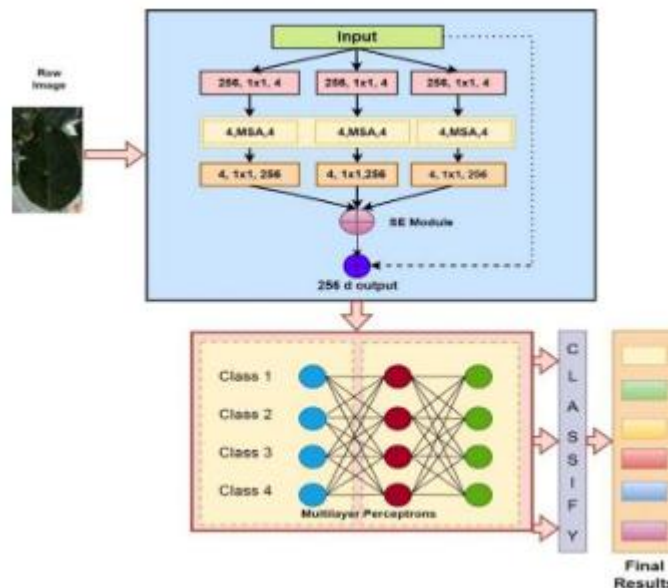 Row
Image
Input
256, 1x1, 4
256, 1x1, 4
256, 1x1, 4
4,MSA,4
4,MSA,4
4,MSA,4
4, 1x1, 256
4, 1x1,256
4, 1x1, 256
SE Module
256 d output
Class 1
Class 2
Class 3
Class 4
Multilayer Perceptrons
CLASSIFY
Final
Results